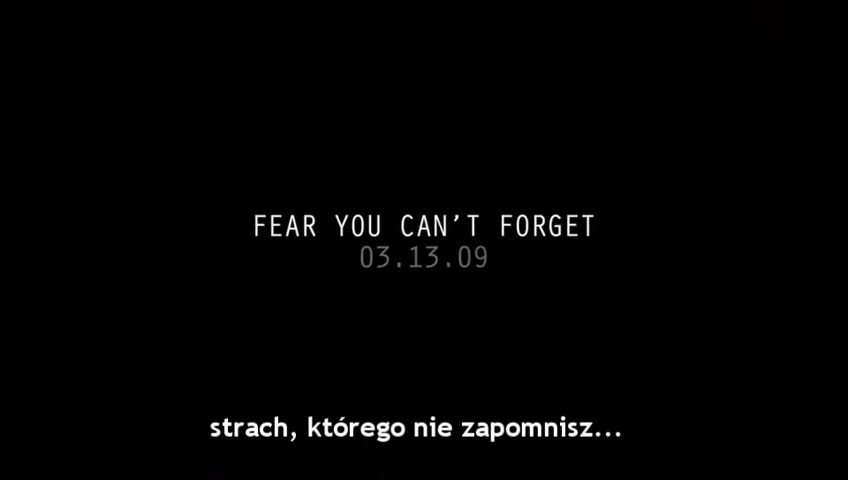 FEAR YOU CAN'T FORGET
03.13.09
strach, którego nie zapomnisz...